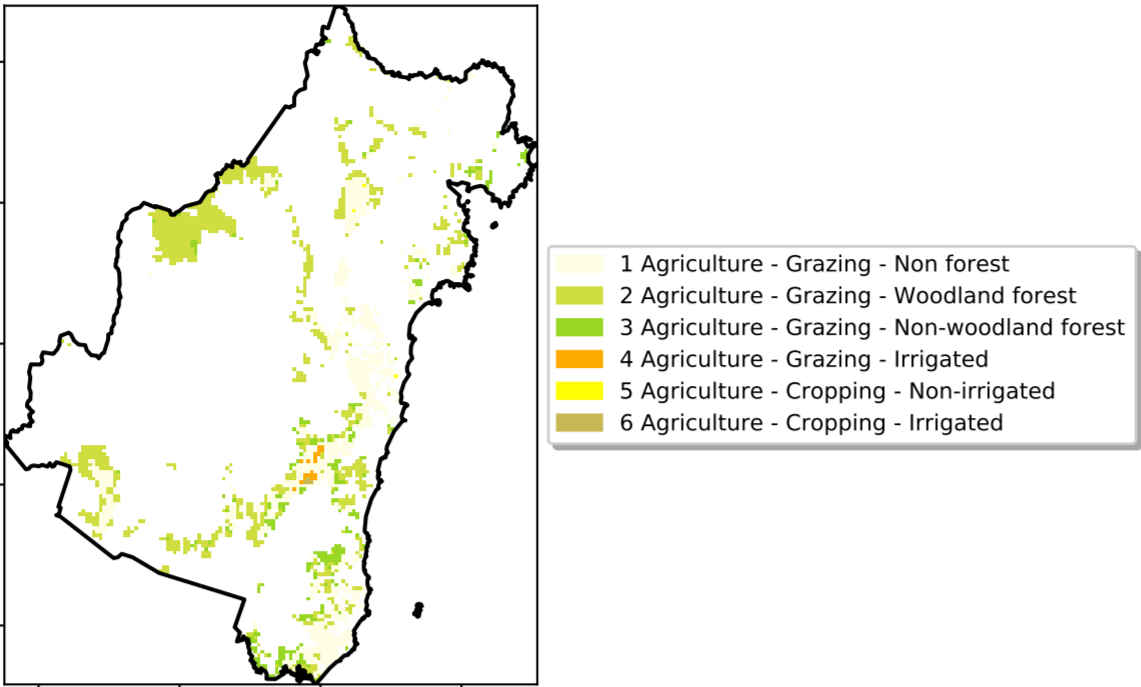 1 Agriculture - Grazing - Non forest
2 Agriculture - Grazing - Woodland forest
3 Agriculture - Grazing - Non-woodland forest
4 Agriculture - Grazing - Irrigated
5 Agriculture - Cropping - Non-irrigated
6 Agriculture - Cropping - Irrigated